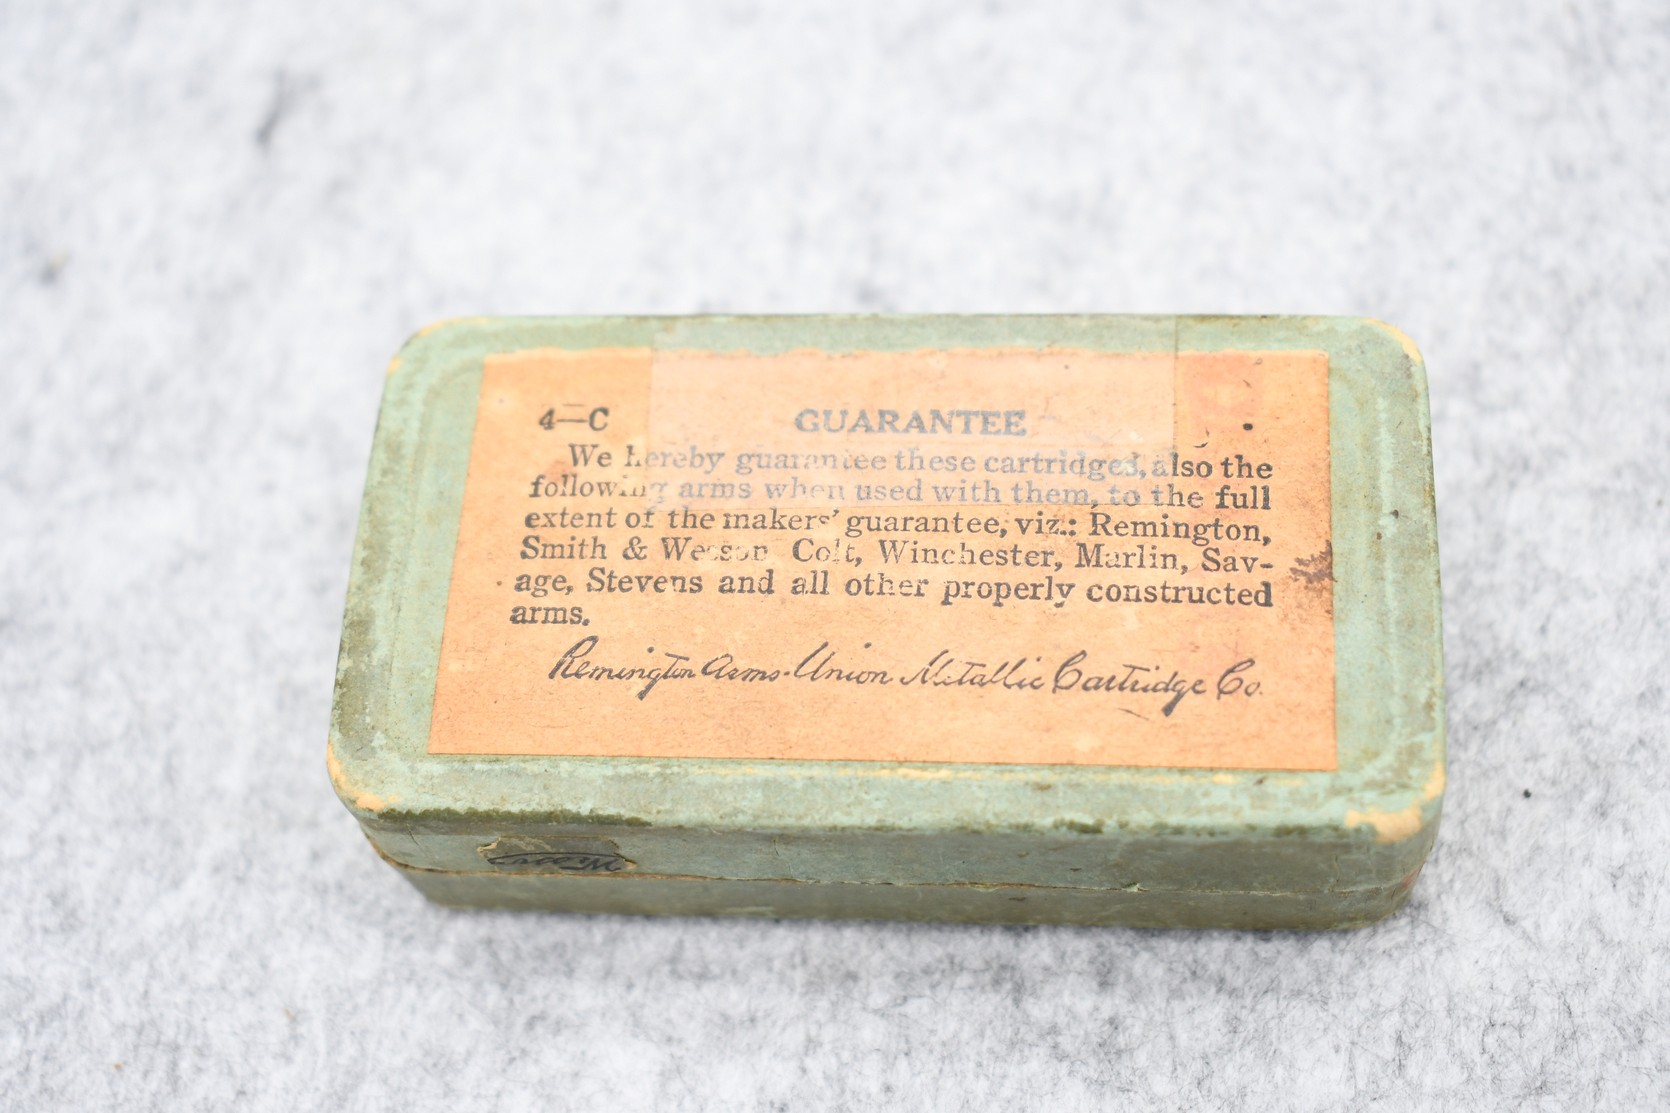 4—C GUARANTEE
We hereby guarantee these cartridges, also the
following arms when used with them, to the full
extent of the makers' guarantee, viz.: Remington,
Smith & Wesson Colt, Winchester, Marlin, Sav-
age, Stevens and all other properly constructed
arms.
Remington Arms-Union Metallic Cartridge Co.